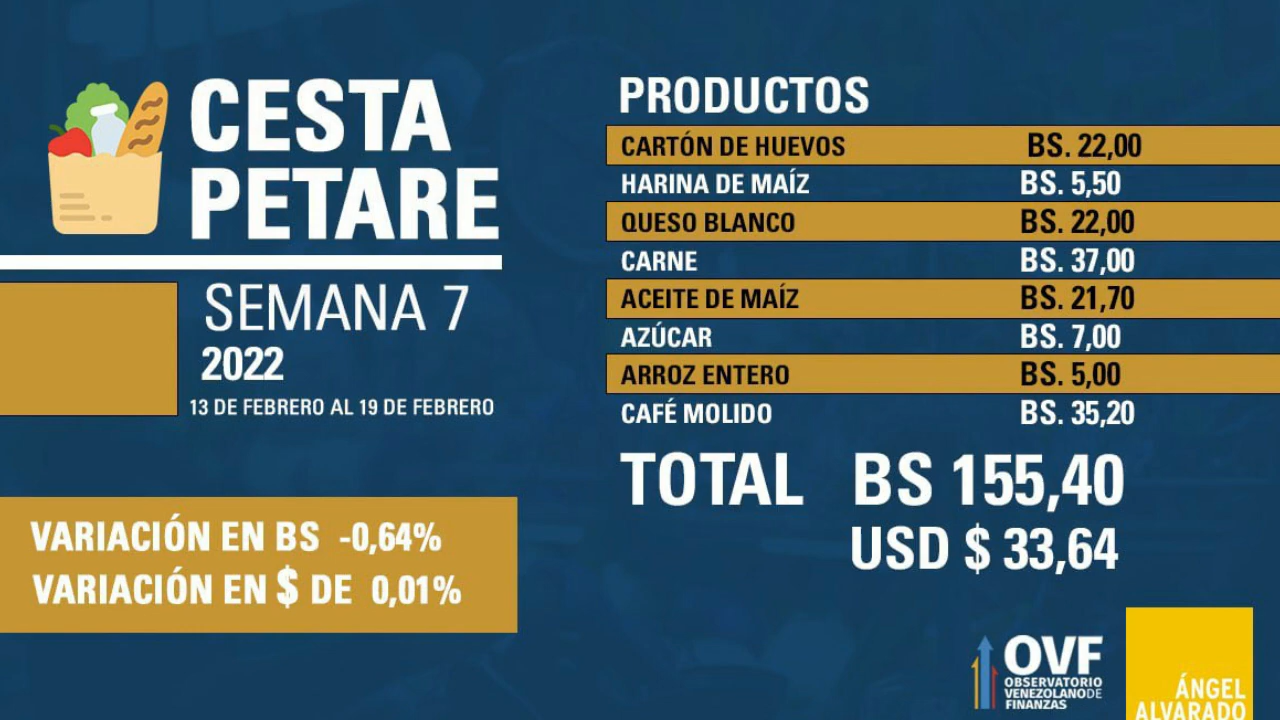 CESTA
PETARE
SEMANA 7
2022
13 DE FEBRERO AL 19 DE FEBRERO
VARIACIÓN EN BS -0,64%
VARIACIÓN EN $ DE 0,01%
PRODUCTOS
CARTÓN DE HUEVOS BS. 22,00
HARINA DE MAÍZ BS. 5,50
QUESO BLANCO BS. 22,00
CARNE BS. 37,00
ACEITE DE MAÍZ BS. 21,70
AZÚCAR BS. 7,00
ARROZ ENTERO BS. 5,00
CAFÉ MOLIDO BS. 35,20
TOTAL BS 155,40
USD $ 33,64
OVF
OBSERVATORIO
VENEZOLANO DE
FINANZAS
ÁNGEL
ALVARADO